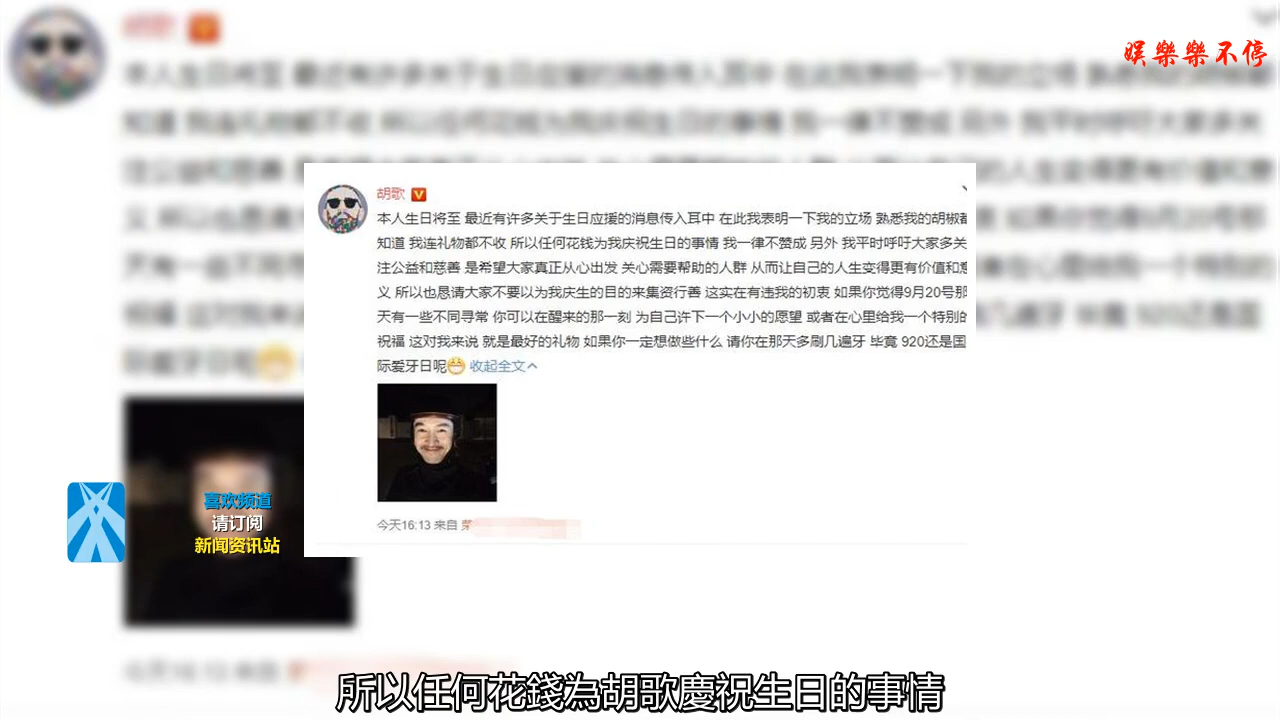 娱樂樂不停
胡歌
本人生日将至 最近有许多关于生日应援的消息传入耳中 在此我表明一下我的立场 熟悉我的胡椒都
知道 我连礼物都不收 所以任何花钱为我庆祝生日的事情 我一律不赞成 另外 我平时呼吁大家多关
注公益和慈善 是希望大家真正从心出发 关心需要帮助的人群 从而让自己的人生变得更有价值和意
义 所以也恳请大家不要以为我庆生的目的来集资行善 这实在有违我的初衷 如果你觉得9月20号那
天有一些不同寻常 你可以在醒来的那一刻 为自己许下一个小小的愿望 或者在心里给我一个特别的
祝福 这对我来说 就是最好的礼物 如果你一定想做些什么 请你在那天多刷几遍牙 毕竟 920还是国
际爱牙日呢😁 收起全文
今天16:13 来自 荣
喜欢频道
请订阅
新闻资讯站
所以任何花錢為胡歌慶祝生日的事情